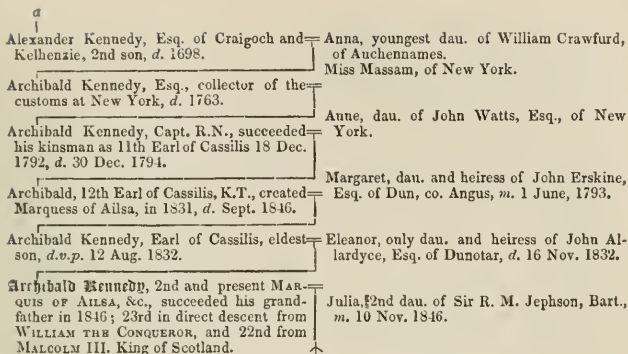 a
Alexander Kennedy, Esq. of Craigoch and
Kelhenzie, 2nd son, d. 1698.
Anna, youngest dau. of William Crawfurd,
of Auchennames.
Miss Massam, of New York.
Archibald Kennedy, Esq., collector of the
customs at New York, d. 1763.
Anne, dau. of John Watts, Esq., of New
York.
Archibald Kennedy, Capt. R.N., succeeded
his kinsman as 11th Earl of Cassilis 18 Dec.
1792, d. 30 Dec. 1794.
Margaret, dau. and heiress of John Erskine,
Esq. of Dun, co. Angus, m. 1 June, 1793.
Archibald, 12th Earl of Cassilis, K.T., created
Marquess of Ailsa, in 1831, d. Sept. 1846.
Archibald Kennedy, Earl of Cassilis, eldest
son, d.v.p. 12 Aug. 1832.
Eleanor, only dau. and heiress of John Al-
lardyce, Esq. of Dunotar, d. 16 Nov. 1832.
Archibald Kennedy, 2nd and present MAR-
QUIS OF AILSA, &c., succeeded his grand-
father in 1846; 23rd in direct descent from
WILLIAM THE CONQUEROR, and 22nd from
MALCOLM III. King of Scotland.
Julia, 2nd dau. of Sir R. M. Jephson, Bart.,
m. 10 Nov. 1846.